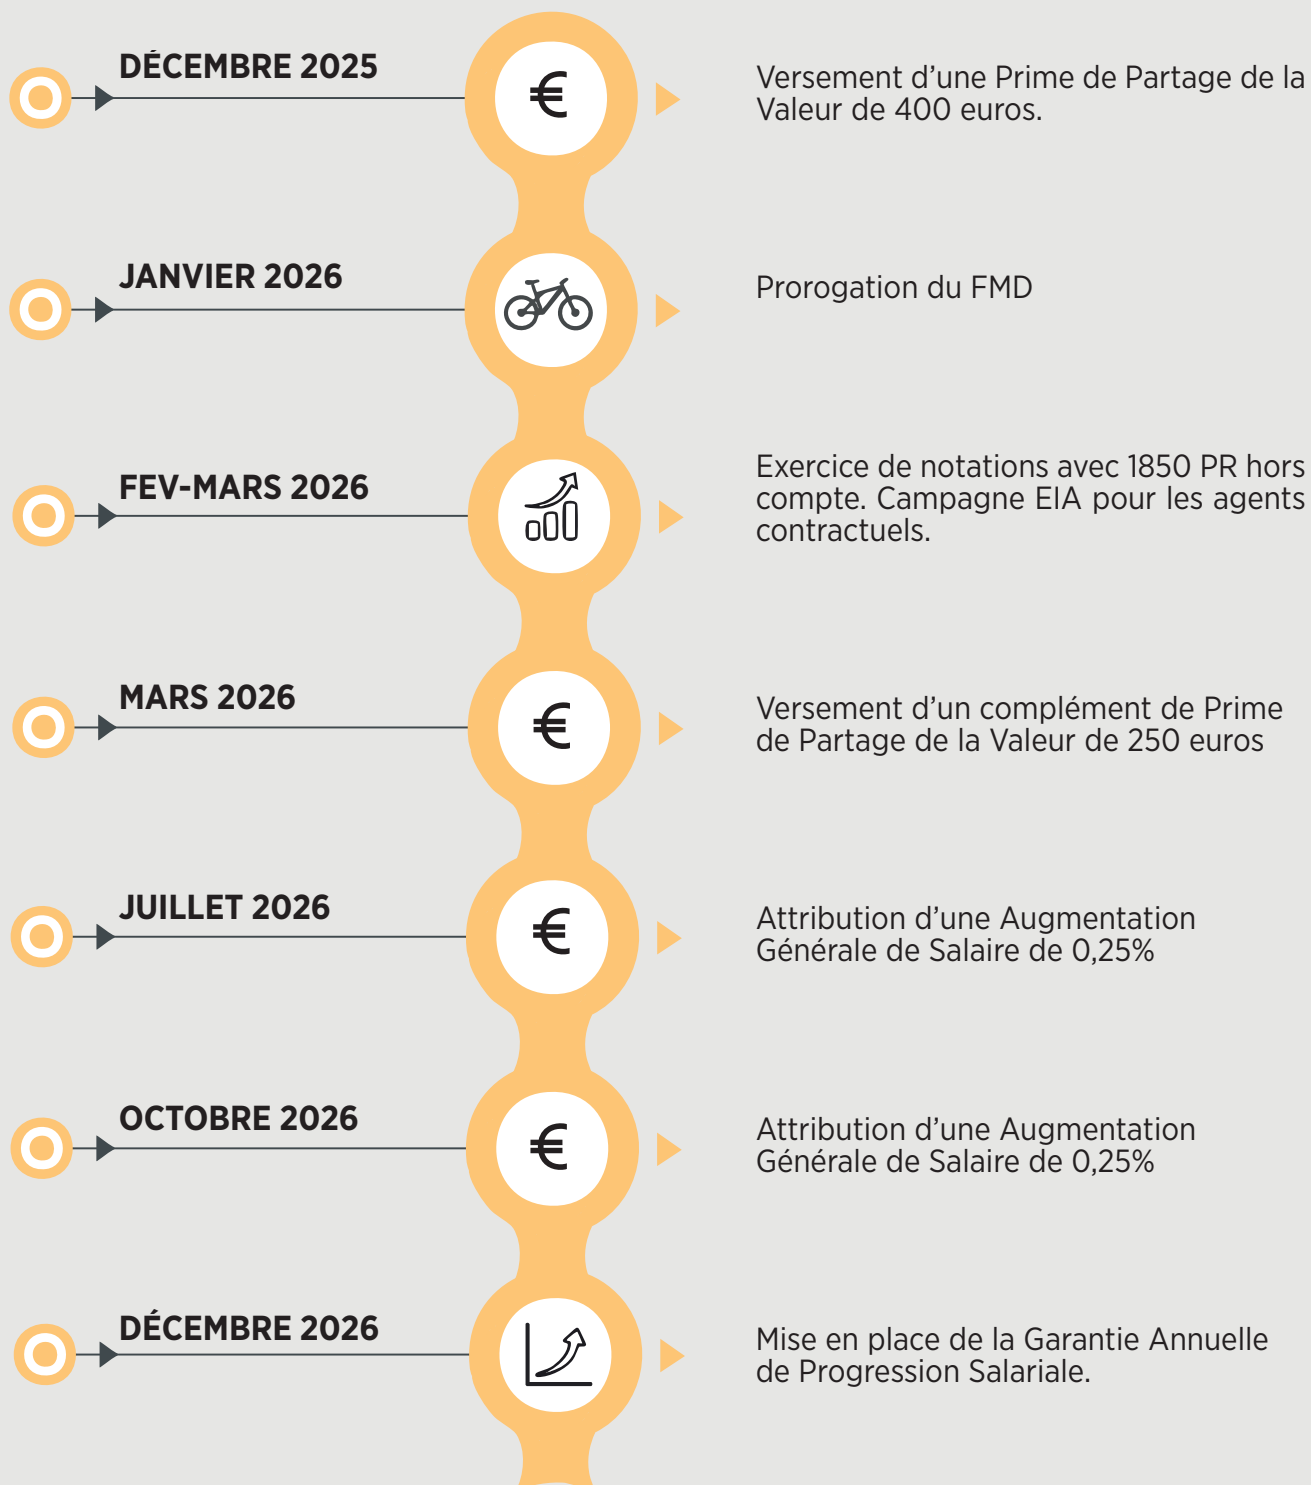 DÉCEMBRE 2025
€
Versement d’une Prime de Partage de la
Valeur de 400 euros.
JANVIER 2026
Prorogation du FMD
FEV-MARS 2026
Exercice de notations avec 1850 PR hors
compte. Campagne EIA pour les agents
contractuels.
MARS 2026
€
Versement d’un complément de Prime
de Partage de la Valeur de 250 euros
JUILLET 2026
€
Attribution d’une Augmentation
Générale de Salaire de 0,25%
OCTOBRE 2026
€
Attribution d’une Augmentation
Générale de Salaire de 0,25%
DÉCEMBRE 2026
Mise en place de la Garantie Annuelle
de Progression Salariale.